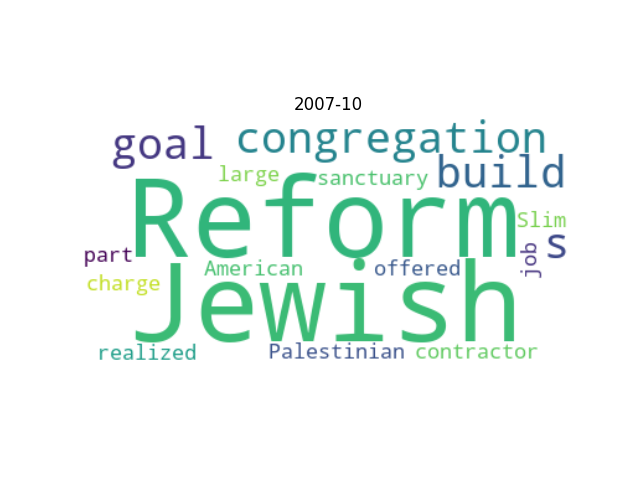 2007-10
goal congregation
large sanctuary build
Reform
Slim
part s
American offered job
charge
Jewish
realized Palestinian contractor